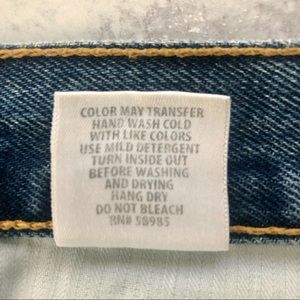 COLOR MAY TRANSFER
HAND WASH COLD
WITH LIKE COLORS
USE MILD DETERGENT
TURN INSIDE OUT
BEFORE WASHING
AND DRYING
HANG DRY
DO NOT BLEACH
RN# 58985